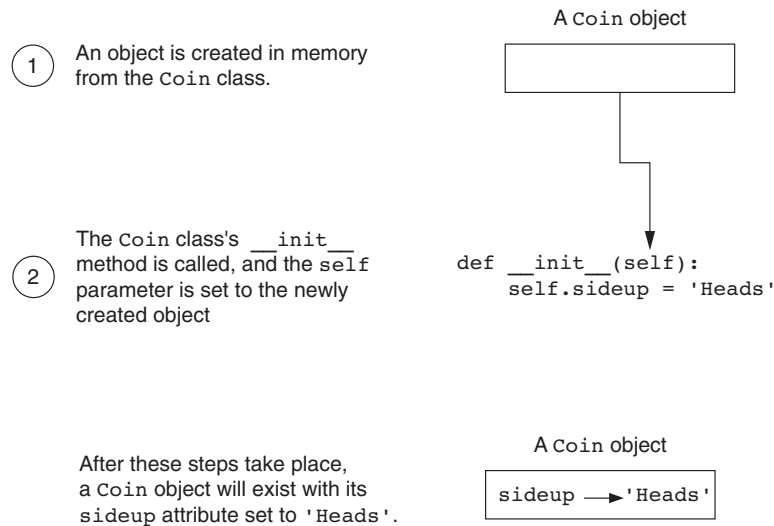 A Coin object
1
An object is created in memory
from the Coin class.
2
The Coin class's __init__
method is called, and the self
parameter is set to the newly
created object
def __init__(self):
self.sideup = 'Heads'
After these steps take place,
a Coin object will exist with its
sideup attribute set to 'Heads'.
A Coin object
sideup 'Heads'